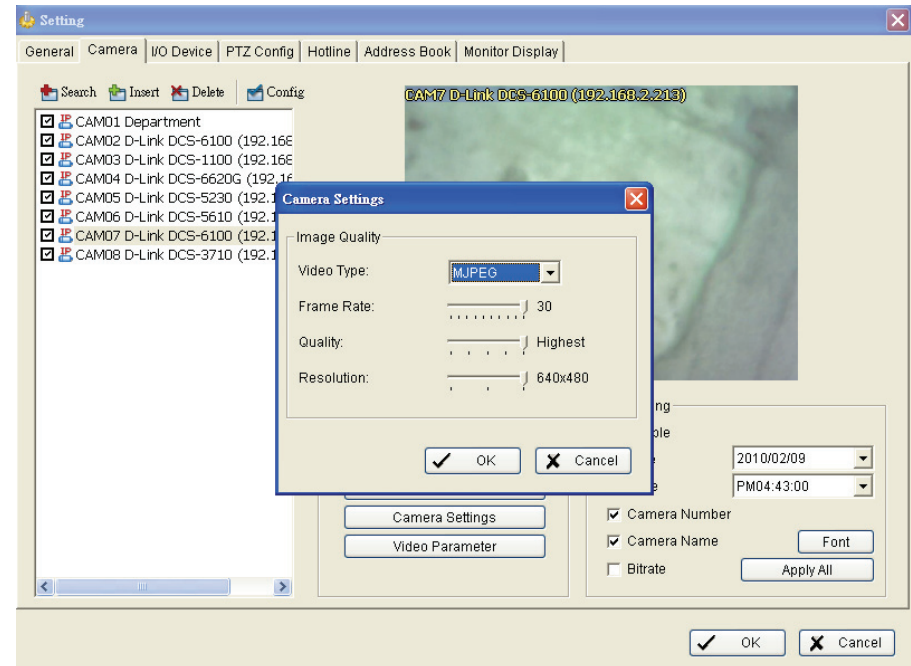 Setting
General Camera I/O Device PTZ Config Hotline Address Book Monitor Display
Search Insert Delete Config
CAM7 D-Link DCS-6100 (192.168.2.213)
CAM01 Department
CAM02 D-Link DCS-6100 (192.168
CAM03 D-Link DCS-1100 (192.168
CAM04 D-Link DCS-6620G (192.16
CAM05 D-Link DCS-5230 (192.1
CAM06 D-Link DCS-5610 (192.1
CAM07 D-Link DCS-6100 (192.1
CAM08 D-Link DCS-3710 (192.1
Camera Settings
Image Quality
Video Type: MJPEG
Frame Rate: 30
Quality: Highest
Resolution: 640x480
OK Cancel
ng
ble
2010/02/09
e PM04:43:00
Camera Settings
Video Parameter
Camera Number
Camera Name Font
Bitrate Apply All
OK Cancel